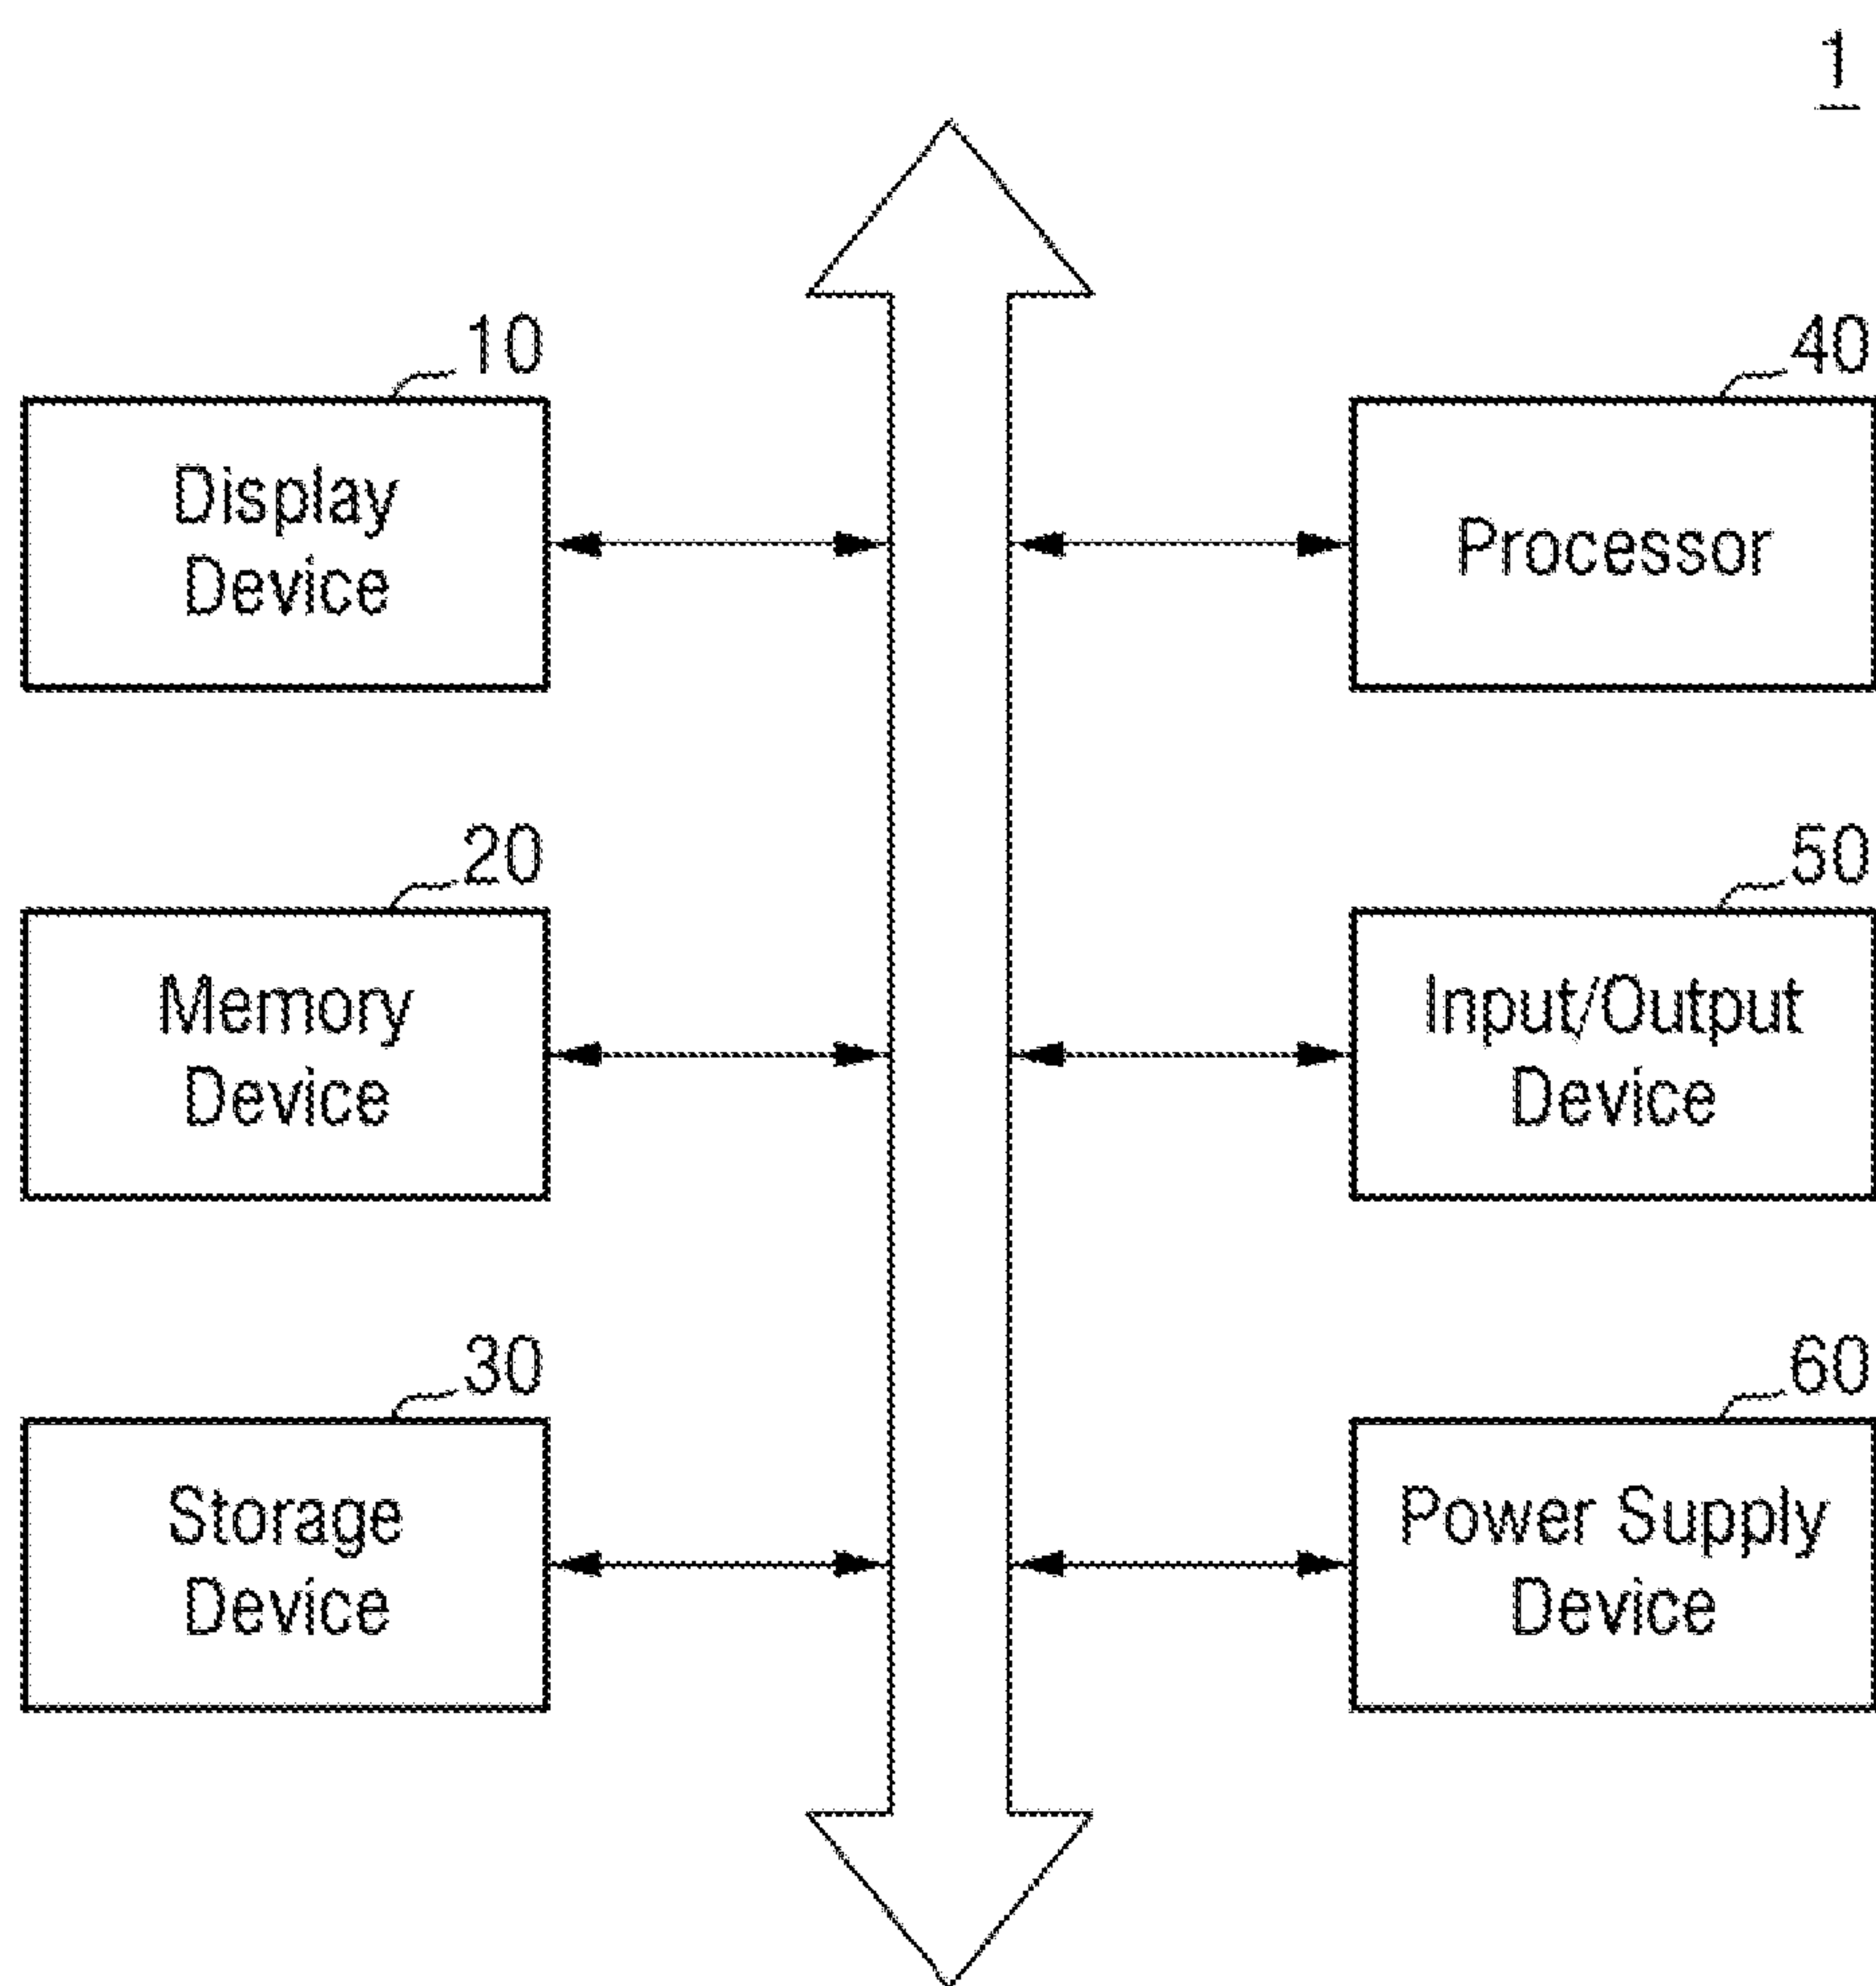 1
10
Display
Device
40
Processor
20
Memory
Device
50
Input/Output
Device
30
Storage
Device
60
Power Supply
Device